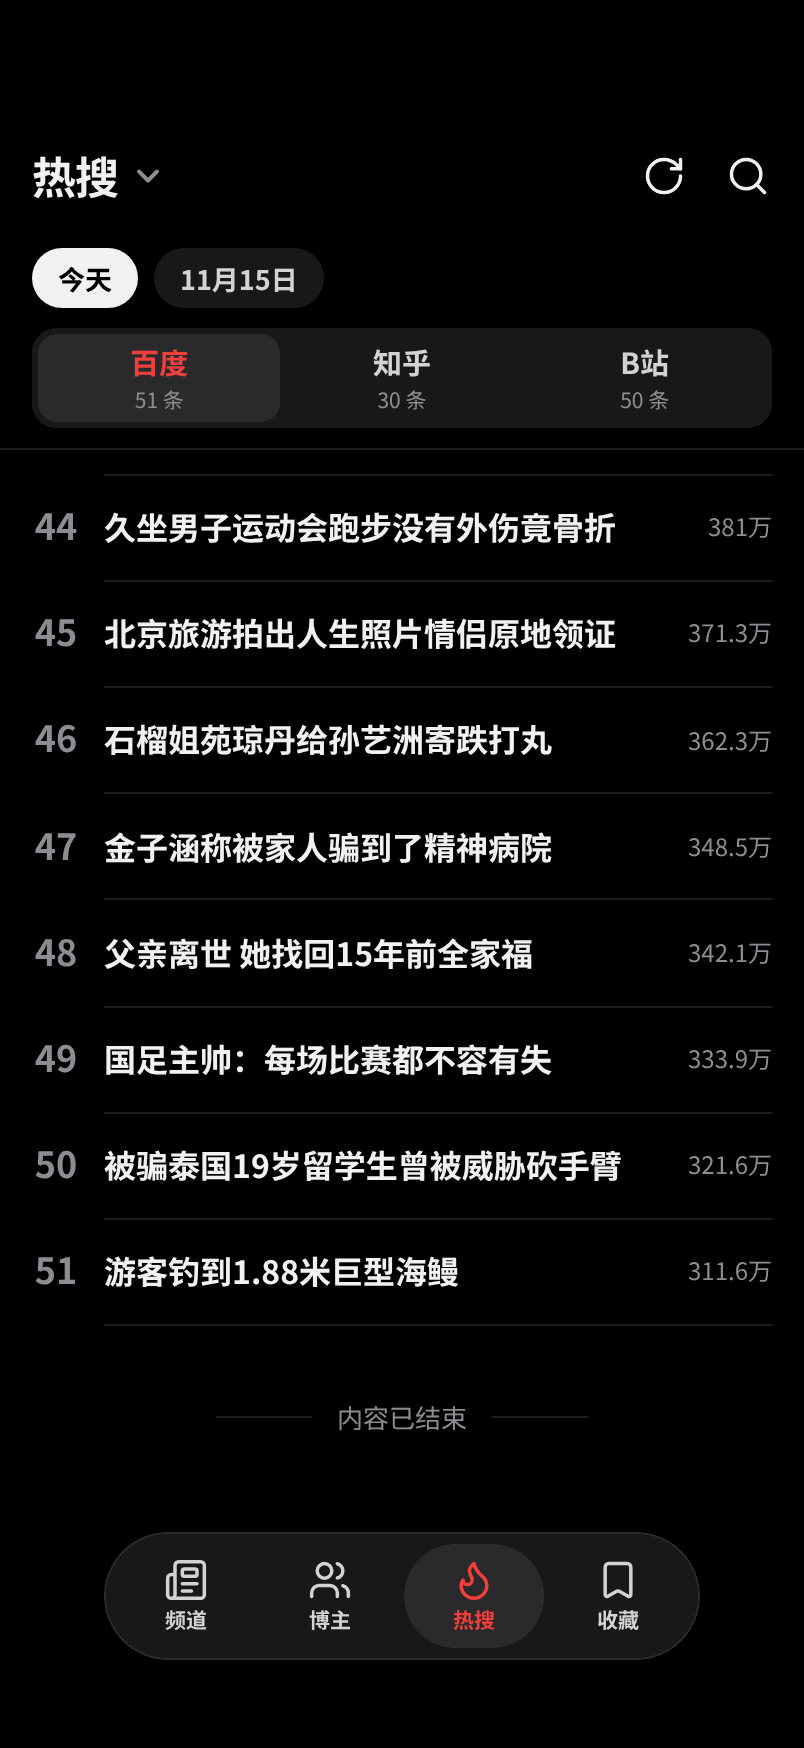 热搜
今天 11月15日
百度 知乎 B站
51 条 30 条 50 条
44 久坐男子运动会跑步没有外伤竟骨折 381万
45 北京旅游拍出人生照片情侣原地领证 371.3万
46 石榴姐苑琼丹给孙艺洲寄跌打丸 362.3万
47 金子涵称被家人骗到了精神病院 348.5万
48 父亲离世 她找回15年前全家福 342.1万
49 国足主帅：每场比赛都不容有失 333.9万
50 被骗泰国19岁留学生曾被威胁砍手臂 321.6万
51 游客钓到1.88米巨型海鳗 311.6万
内容已结束
频道 博主 热搜 收藏